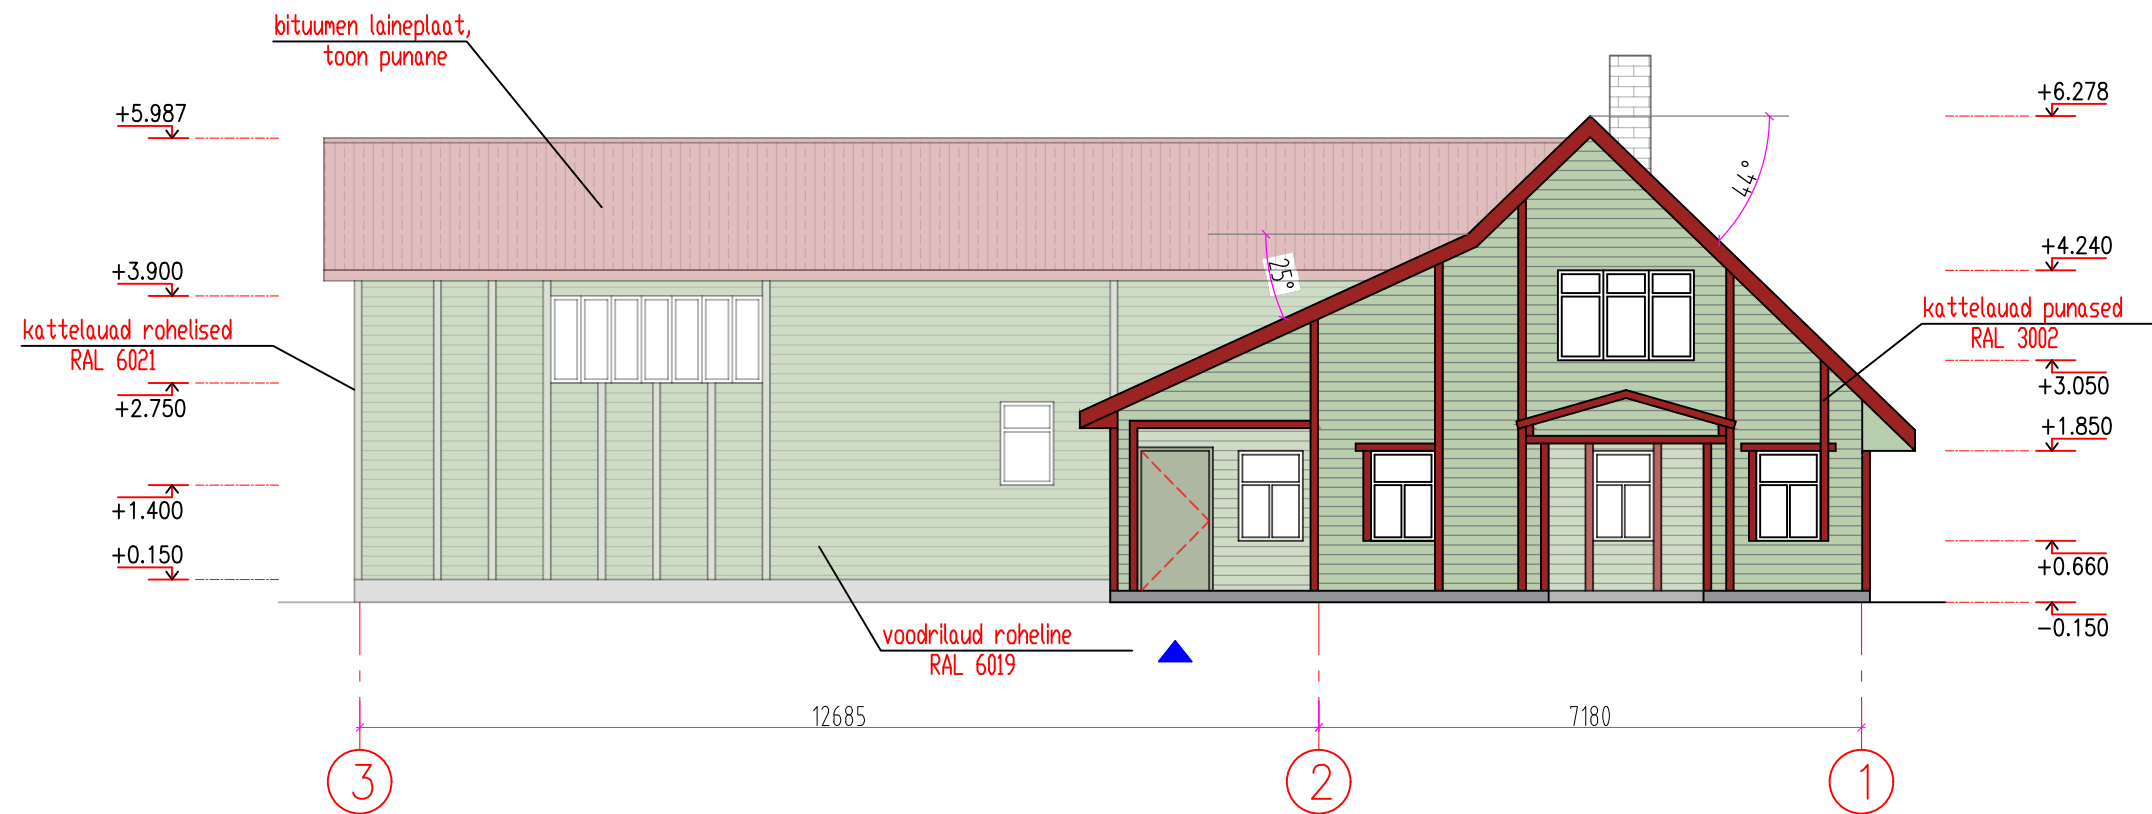 bituumen laineplaat,
toon punane
+5.987
+3.900
kattelauad rohelised
RAL 6021
+2.750
+1.400
+0.150
25°
44°
+6.278
+4.240
kattelauad punased
RAL 3002
+3.050
+1.850
+0.660
-0.150
voodrilaud roheline
RAL 6019
12685
7180
3
2
1